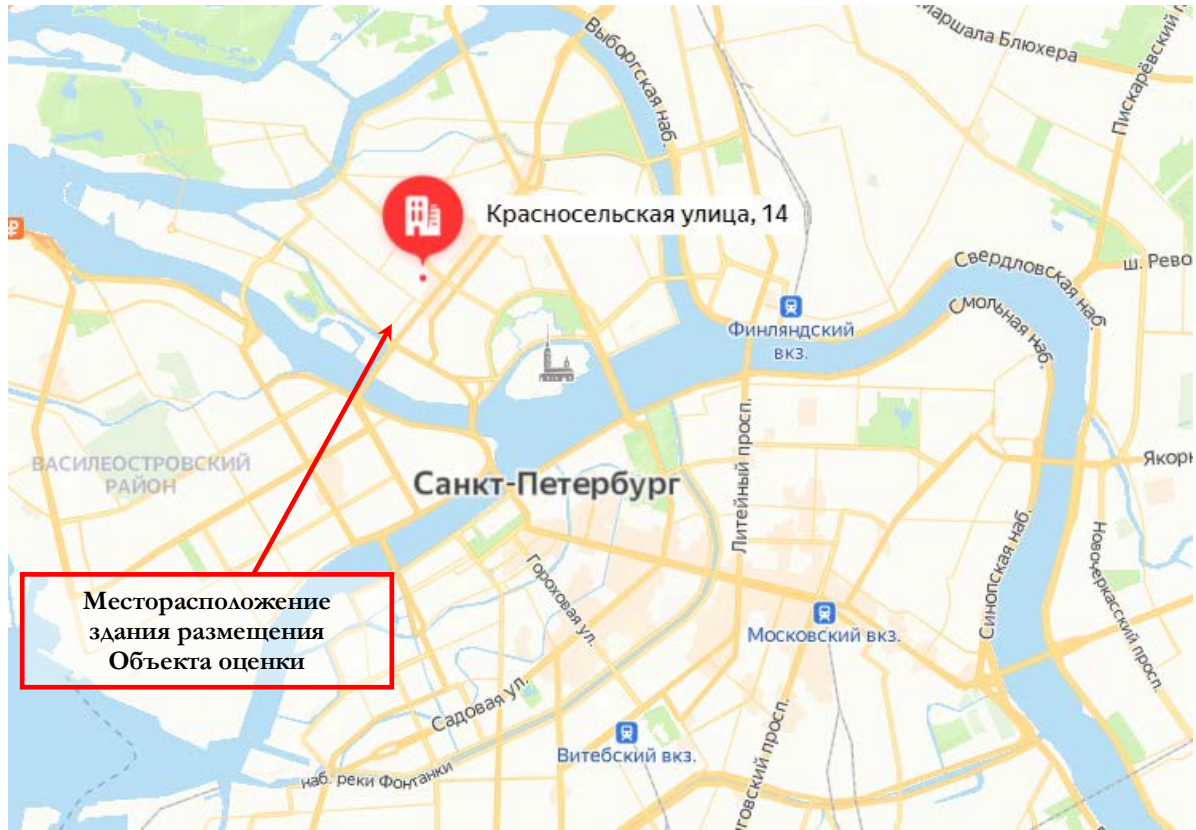 Маршала Блюхера
Пискарёвский п
Выборгская наб.
Красносельская улица, 14
₽
Свердловская наб.
ш. Рево
Смольная наб.
Финляндский
вкз.
ВАСИЛЕОСТРОВСКИЙ
РАЙОН
Санкт-Петербург
Литейный просп.
Якорн
Синопская наб.
Новочеркасский просп.
Гороховая ул.
Месторасположение
здания размещения
Объекта оценки
Московский вкз.
Садовая ул.
Витебский вкз.
наб. реки Фонтанки
говский просп.